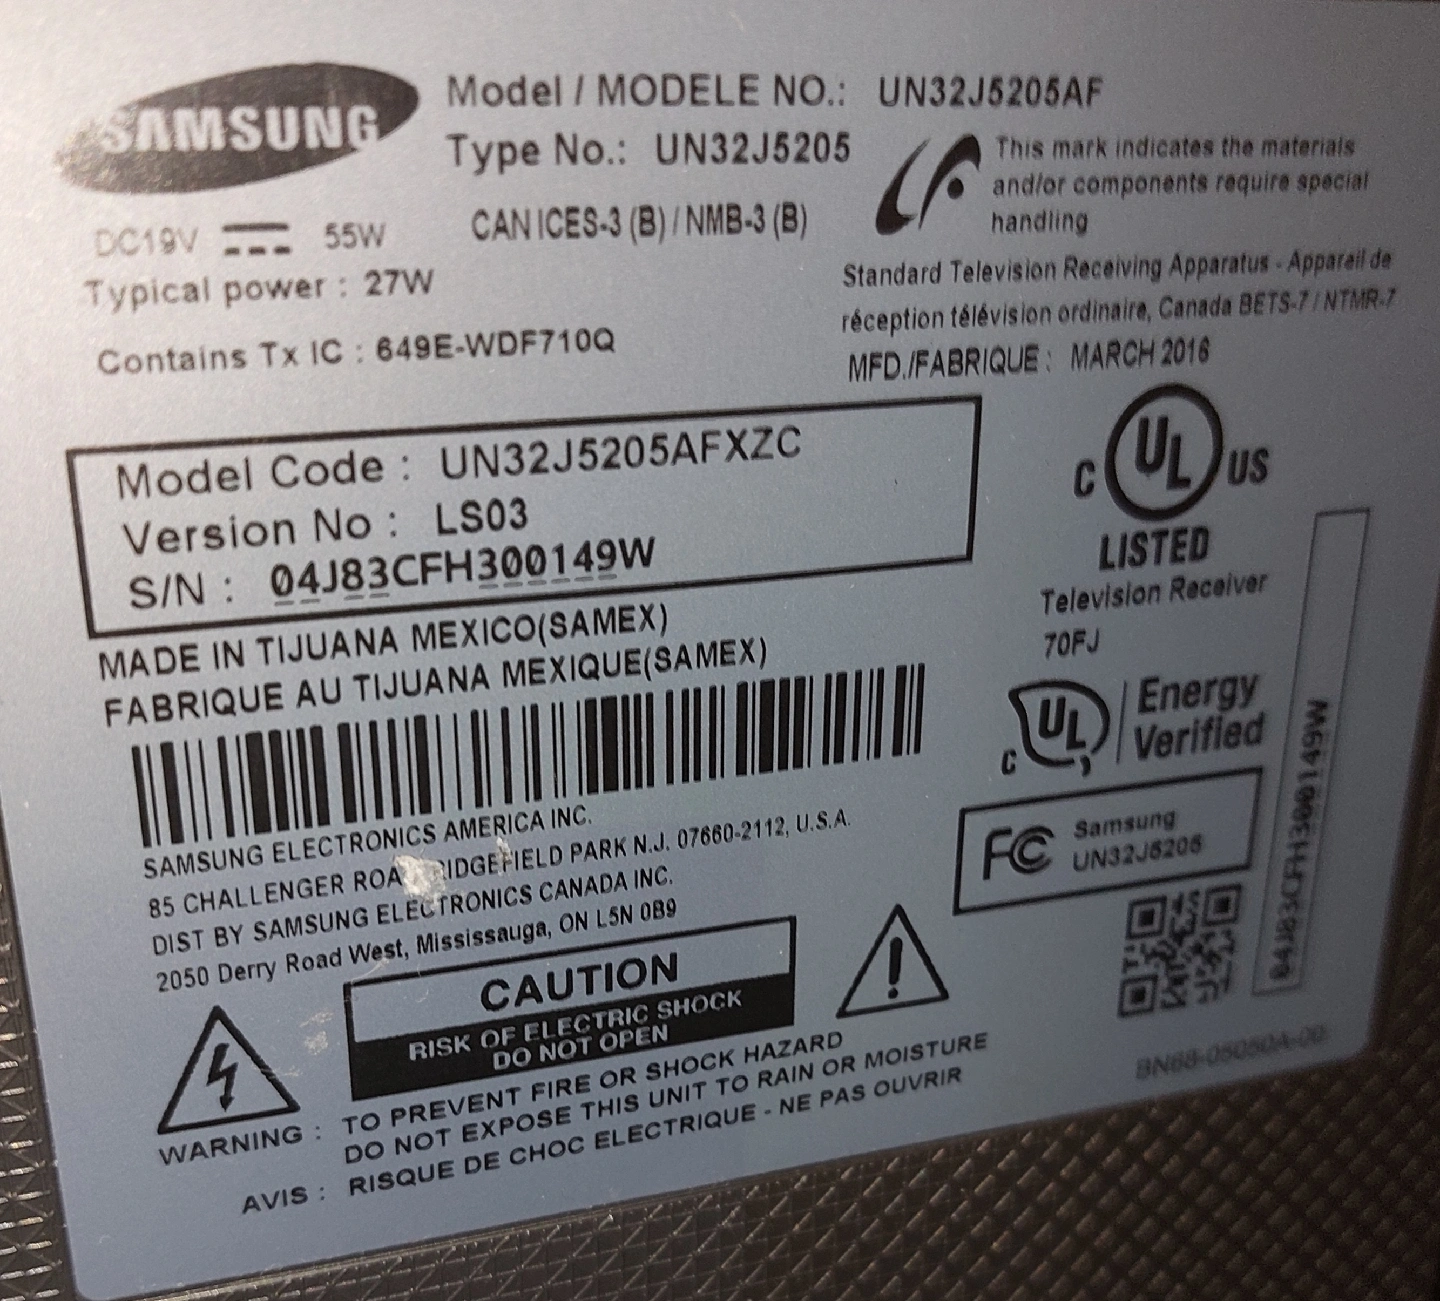 SAMSUNG
Model / MODELE NO.: UN32J5205AF
Type No.: UN32J5205
CAN ICES-3 (B) / NMB-3 (B)
DC19V 55W
Typical power : 27W
Contains Tx IC : 649E-WDF710Q
This mark indicates the materials
and/or components require special
handling
Standard Television Receiving Apparatus - Appareil de
réception télévision ordinaire, Canada BETS-7 / NTMR-7
MFD./FABRIQUE : MARCH 2016
Model Code : UN32J5205AFXZC
Version No : LS03
S/N : 04J83CFH300149W
MADE IN TIJUANA MEXICO(SAMEX)
FABRIQUE AU TIJUANA MEXIQUE(SAMEX)
C UL US
LISTED
Television Receiver
70FJ
C UL Energy
Verified
FC Samsung
UN32J5205
04J83CFH300149W
SAMSUNG ELECTRONICS AMERICA INC.
85 CHALLENGER ROA IDGEFIELD PARK N.J. 07660-2112, U.S.A.
DIST BY SAMSUNG ELECTRONICS CANADA INC.
2050 Derry Road West, Mississauga, ON L5N 0B9
CAUTION
RISK OF ELECTRIC SHOCK
DO NOT OPEN
WARNING : TO PREVENT FIRE OR SHOCK HAZARD
DO NOT EXPOSE THIS UNIT TO RAIN OR MOISTURE
AVIS : RISQUE DE CHOC ELECTRIQUE - NE PAS OUVRIR
BN68-05050A-00